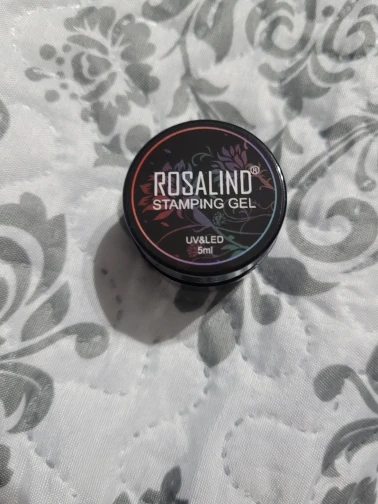 ROSALIND®
STAMPING GEL
UV&LED
5ml